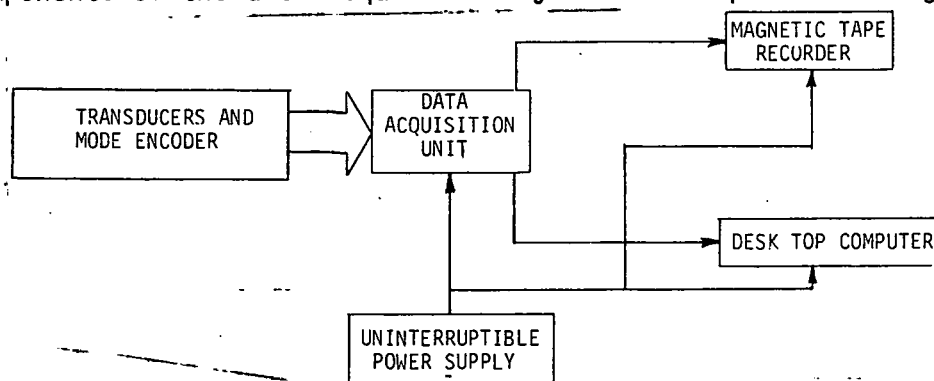 MAGNETIC TAPE
RECORDER
TRANSDUCERS AND
MODE ENCODER
DATA
ACQUISITION
UNIT
DESK TOP COMPUTER
UNINTERRUPTIBLE
POWER SUPPLY